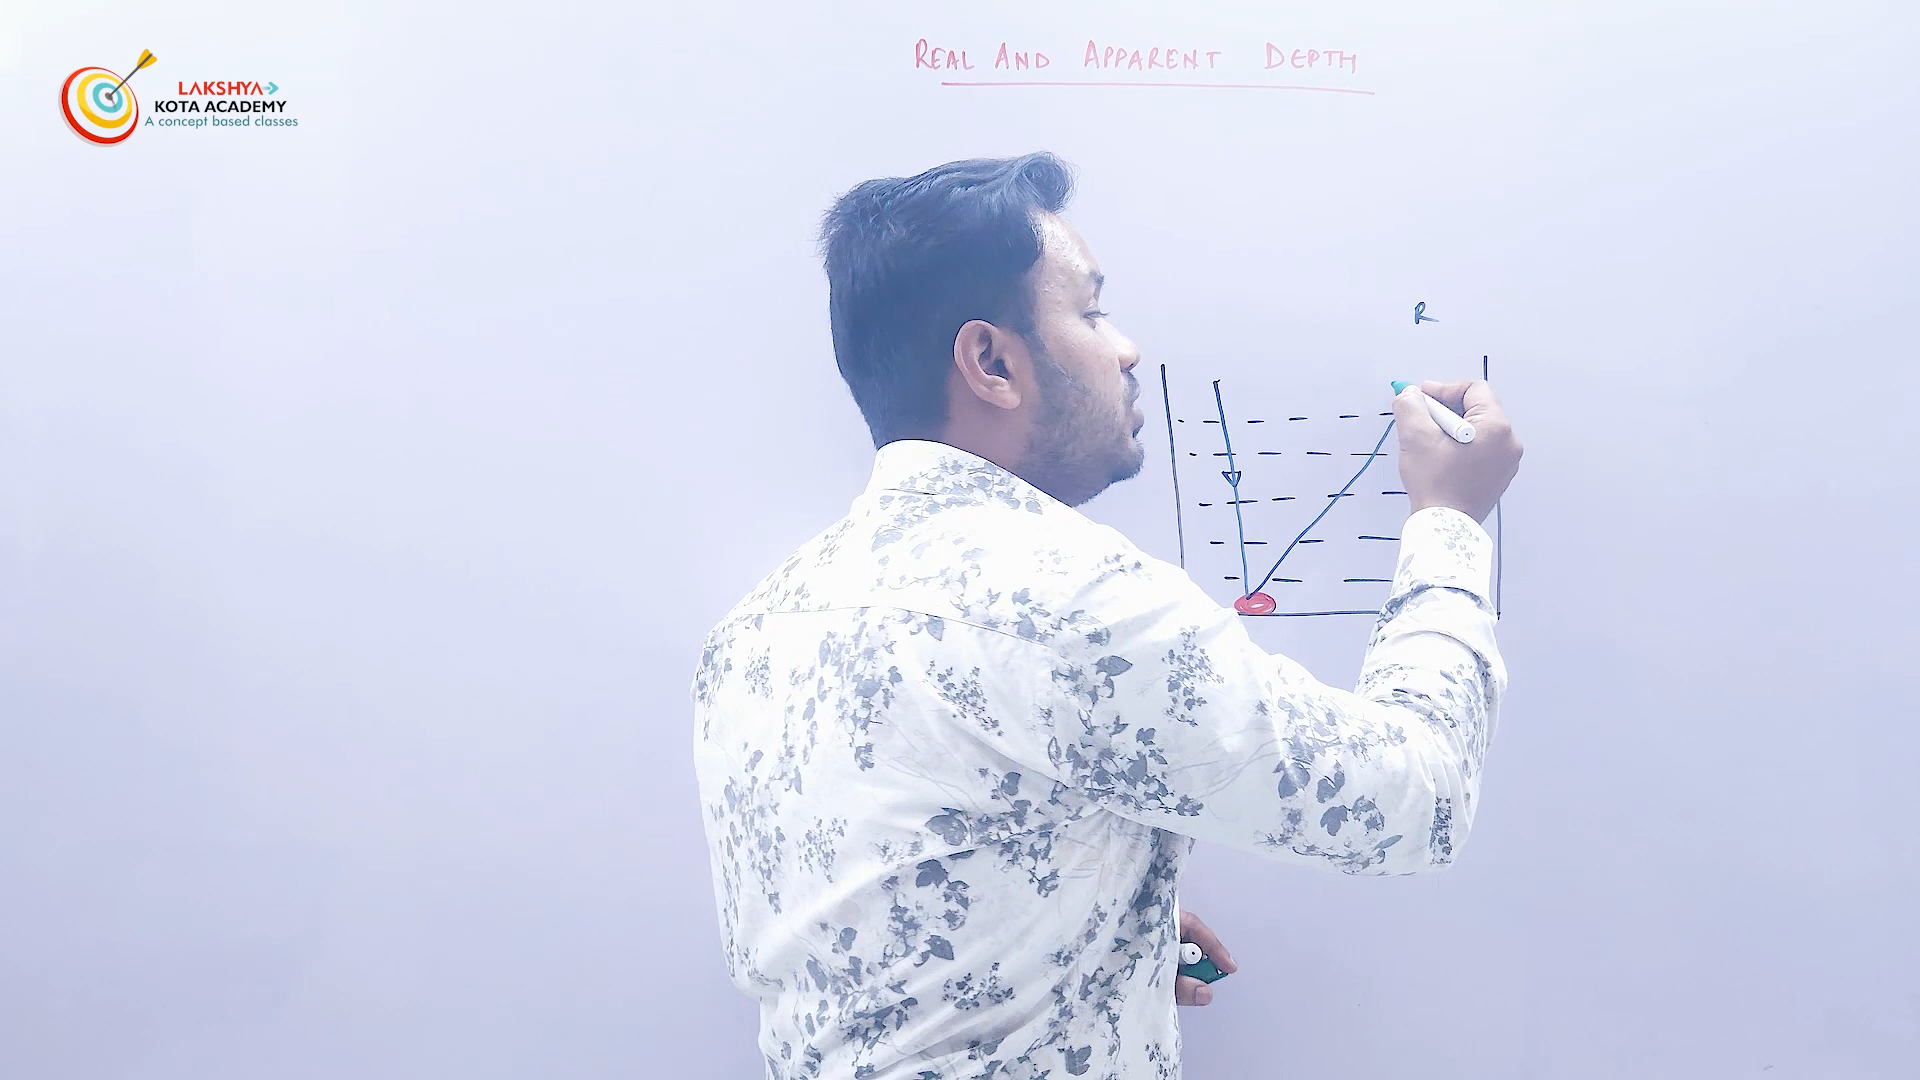 REAL AND APPARENT DEPTH
LAKSHYA
KOTA ACADEMY
A concept based classes
R